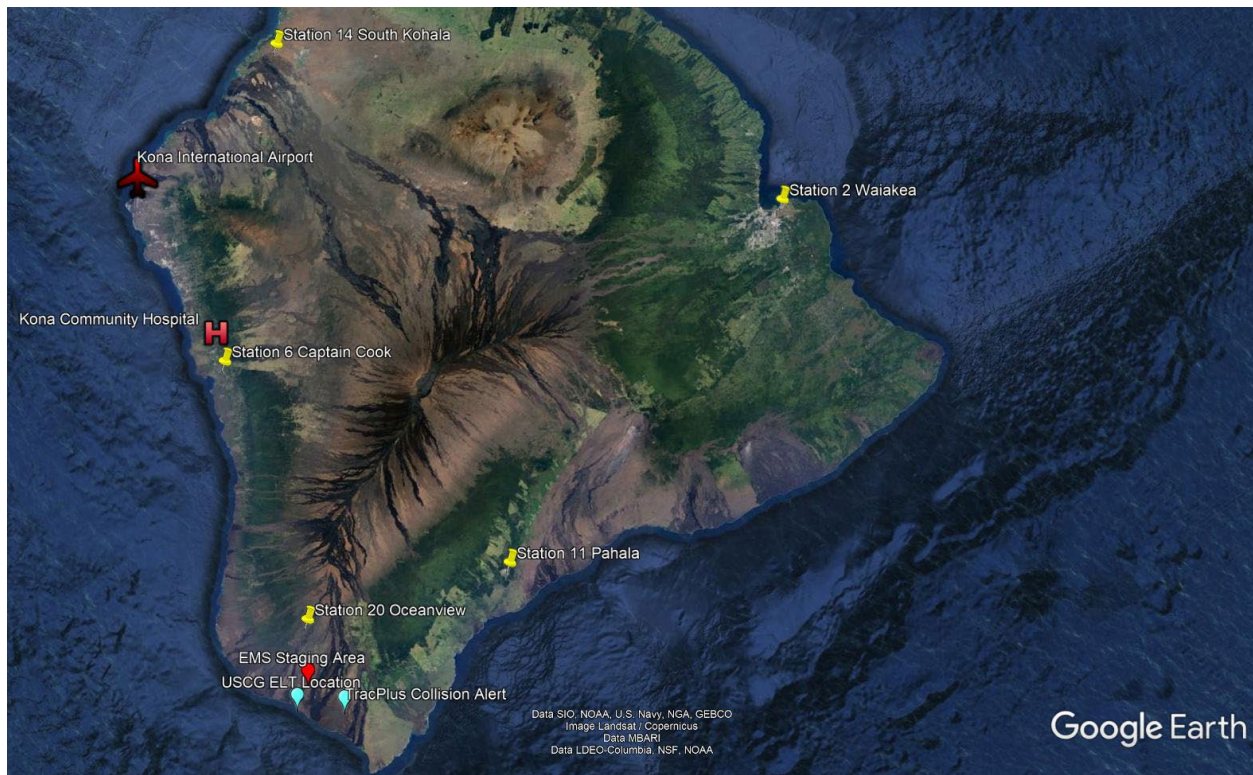 Station 14 South Kohala
Kona International Airport
Station 2 Waiakea
Kona Community Hospital
H
Station 6 Captain Cook
Station 11 Pahala
Station 20 Oceanview
EMS Staging Area
USCG ELT Location
TracPlus Collision Alert
Data SIO, NOAA, U.S. Navy, NGA, GEBCO
Image Landsat / Copernicus
Data MBARI
Data LDEO-Columbia, NSF, NOAA
Google Earth